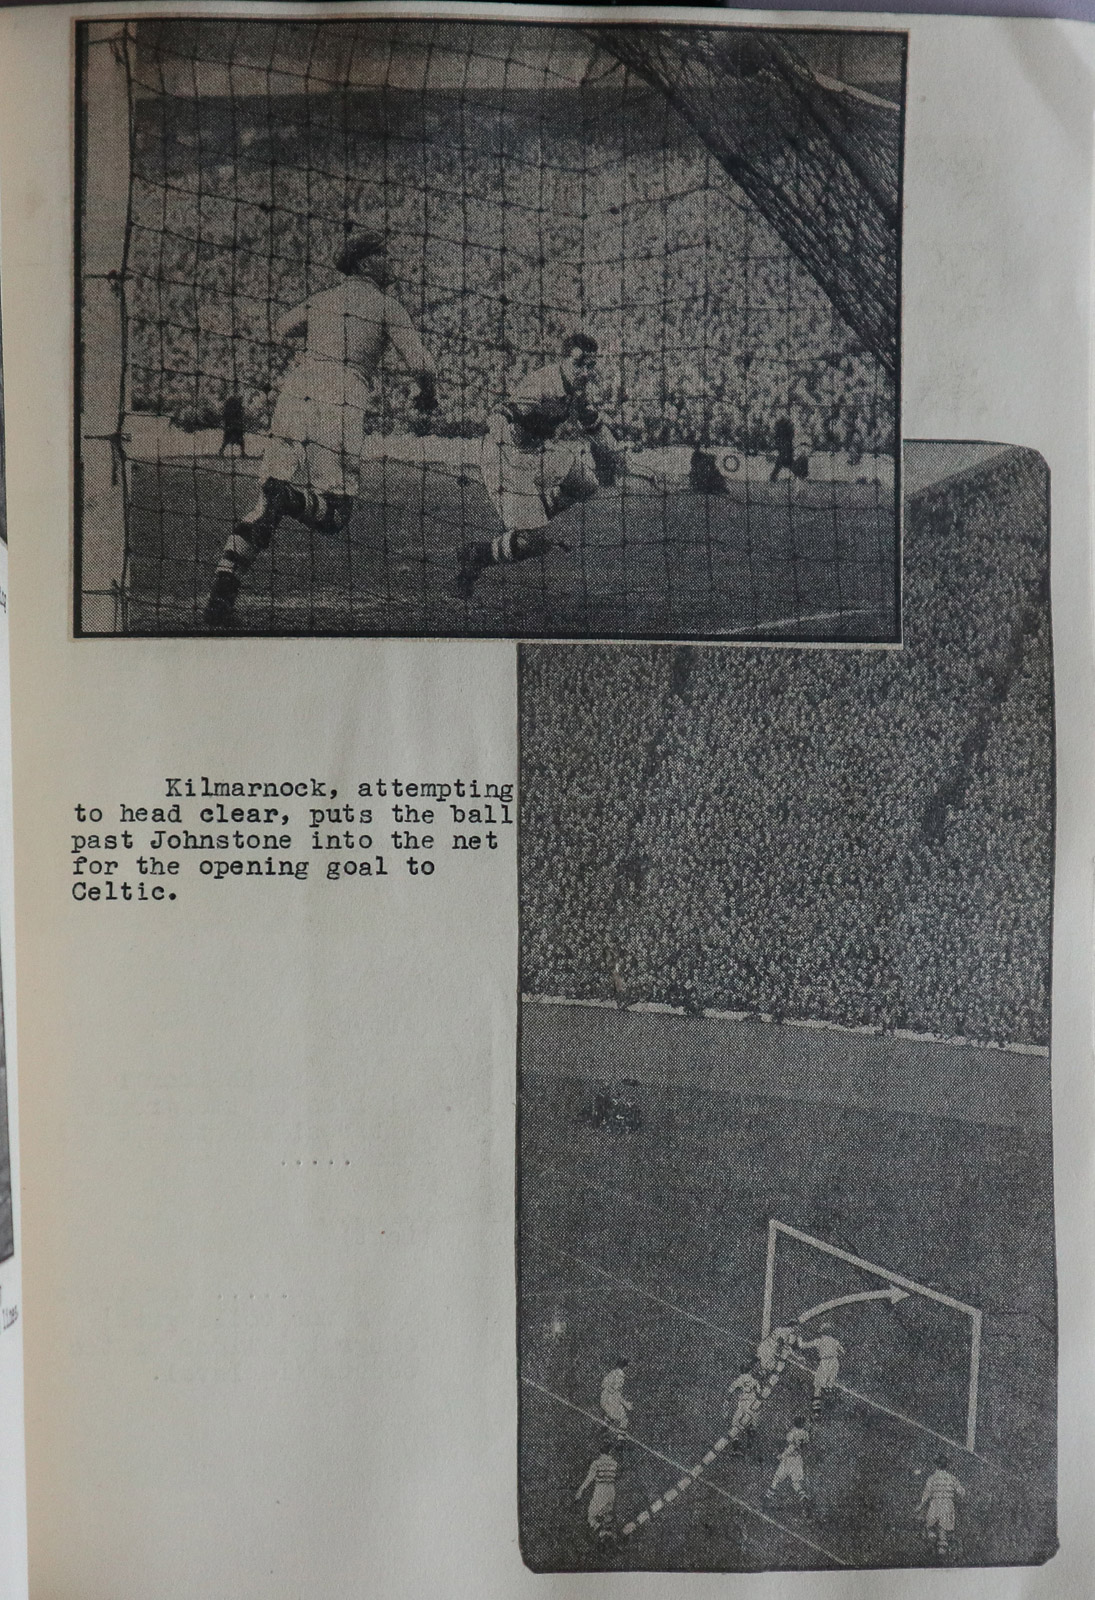 Kilmarnock, attempting
to head clear, puts the ball
past Johnstone into the net
for the opening goal to
Celtic.